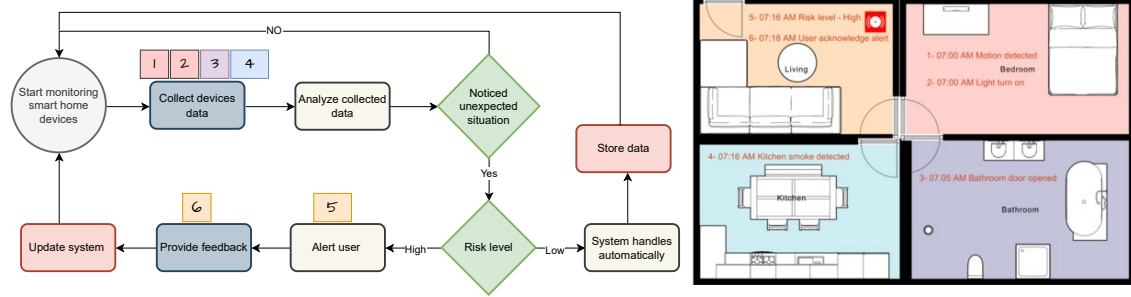 NO
1 2 3 4
Start monitoring
smart home
devices
Collect devices
data
Analyze collected
data
Noticed
unexpected
situation
Store data
Yes
6
5
Update system
Provide feedback
Alert user
High
Risk level
Low
System handles
automatically
5- 07:16 AM Risk level - High
6- 07:18 AM User acknowledge alert
Living
1- 07:00 AM Motion detected
Bedroom
2- 07:00 AM Light turn on
4- 07:16 AM Kitchen smoke detected
Kitchen
3- 07.05 AM Bathroom door opened
Bathroom